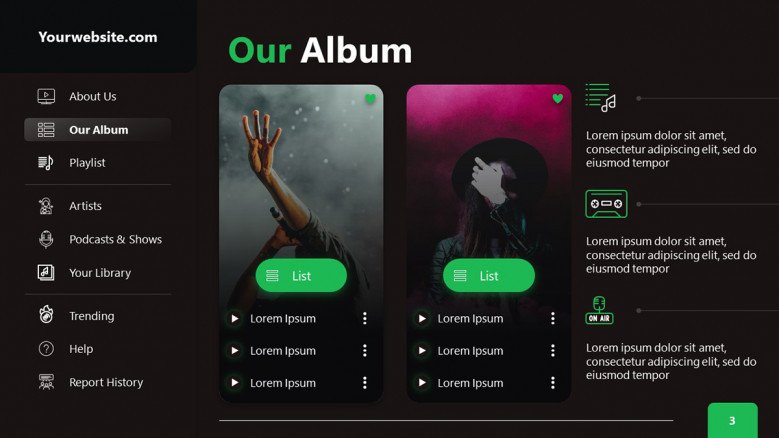 Yourwebsite.com
About Us
Our Album
Playlist
Artists
Podcasts & Shows
Your Library
Trending
Help
Report History
Our Album
List
Lorem Ipsum
Lorem Ipsum
Lorem Ipsum
List
Lorem Ipsum
Lorem Ipsum
Lorem Ipsum
Lorem ipsum dolor sit amet,
consectetur adipiscing elit, sed do
eiusmod tempor
Lorem ipsum dolor sit amet,
consectetur adipiscing elit, sed do
eiusmod tempor
ON AIR
Lorem ipsum dolor sit amet,
consectetur adipiscing elit, sed do
eiusmod tempor
3